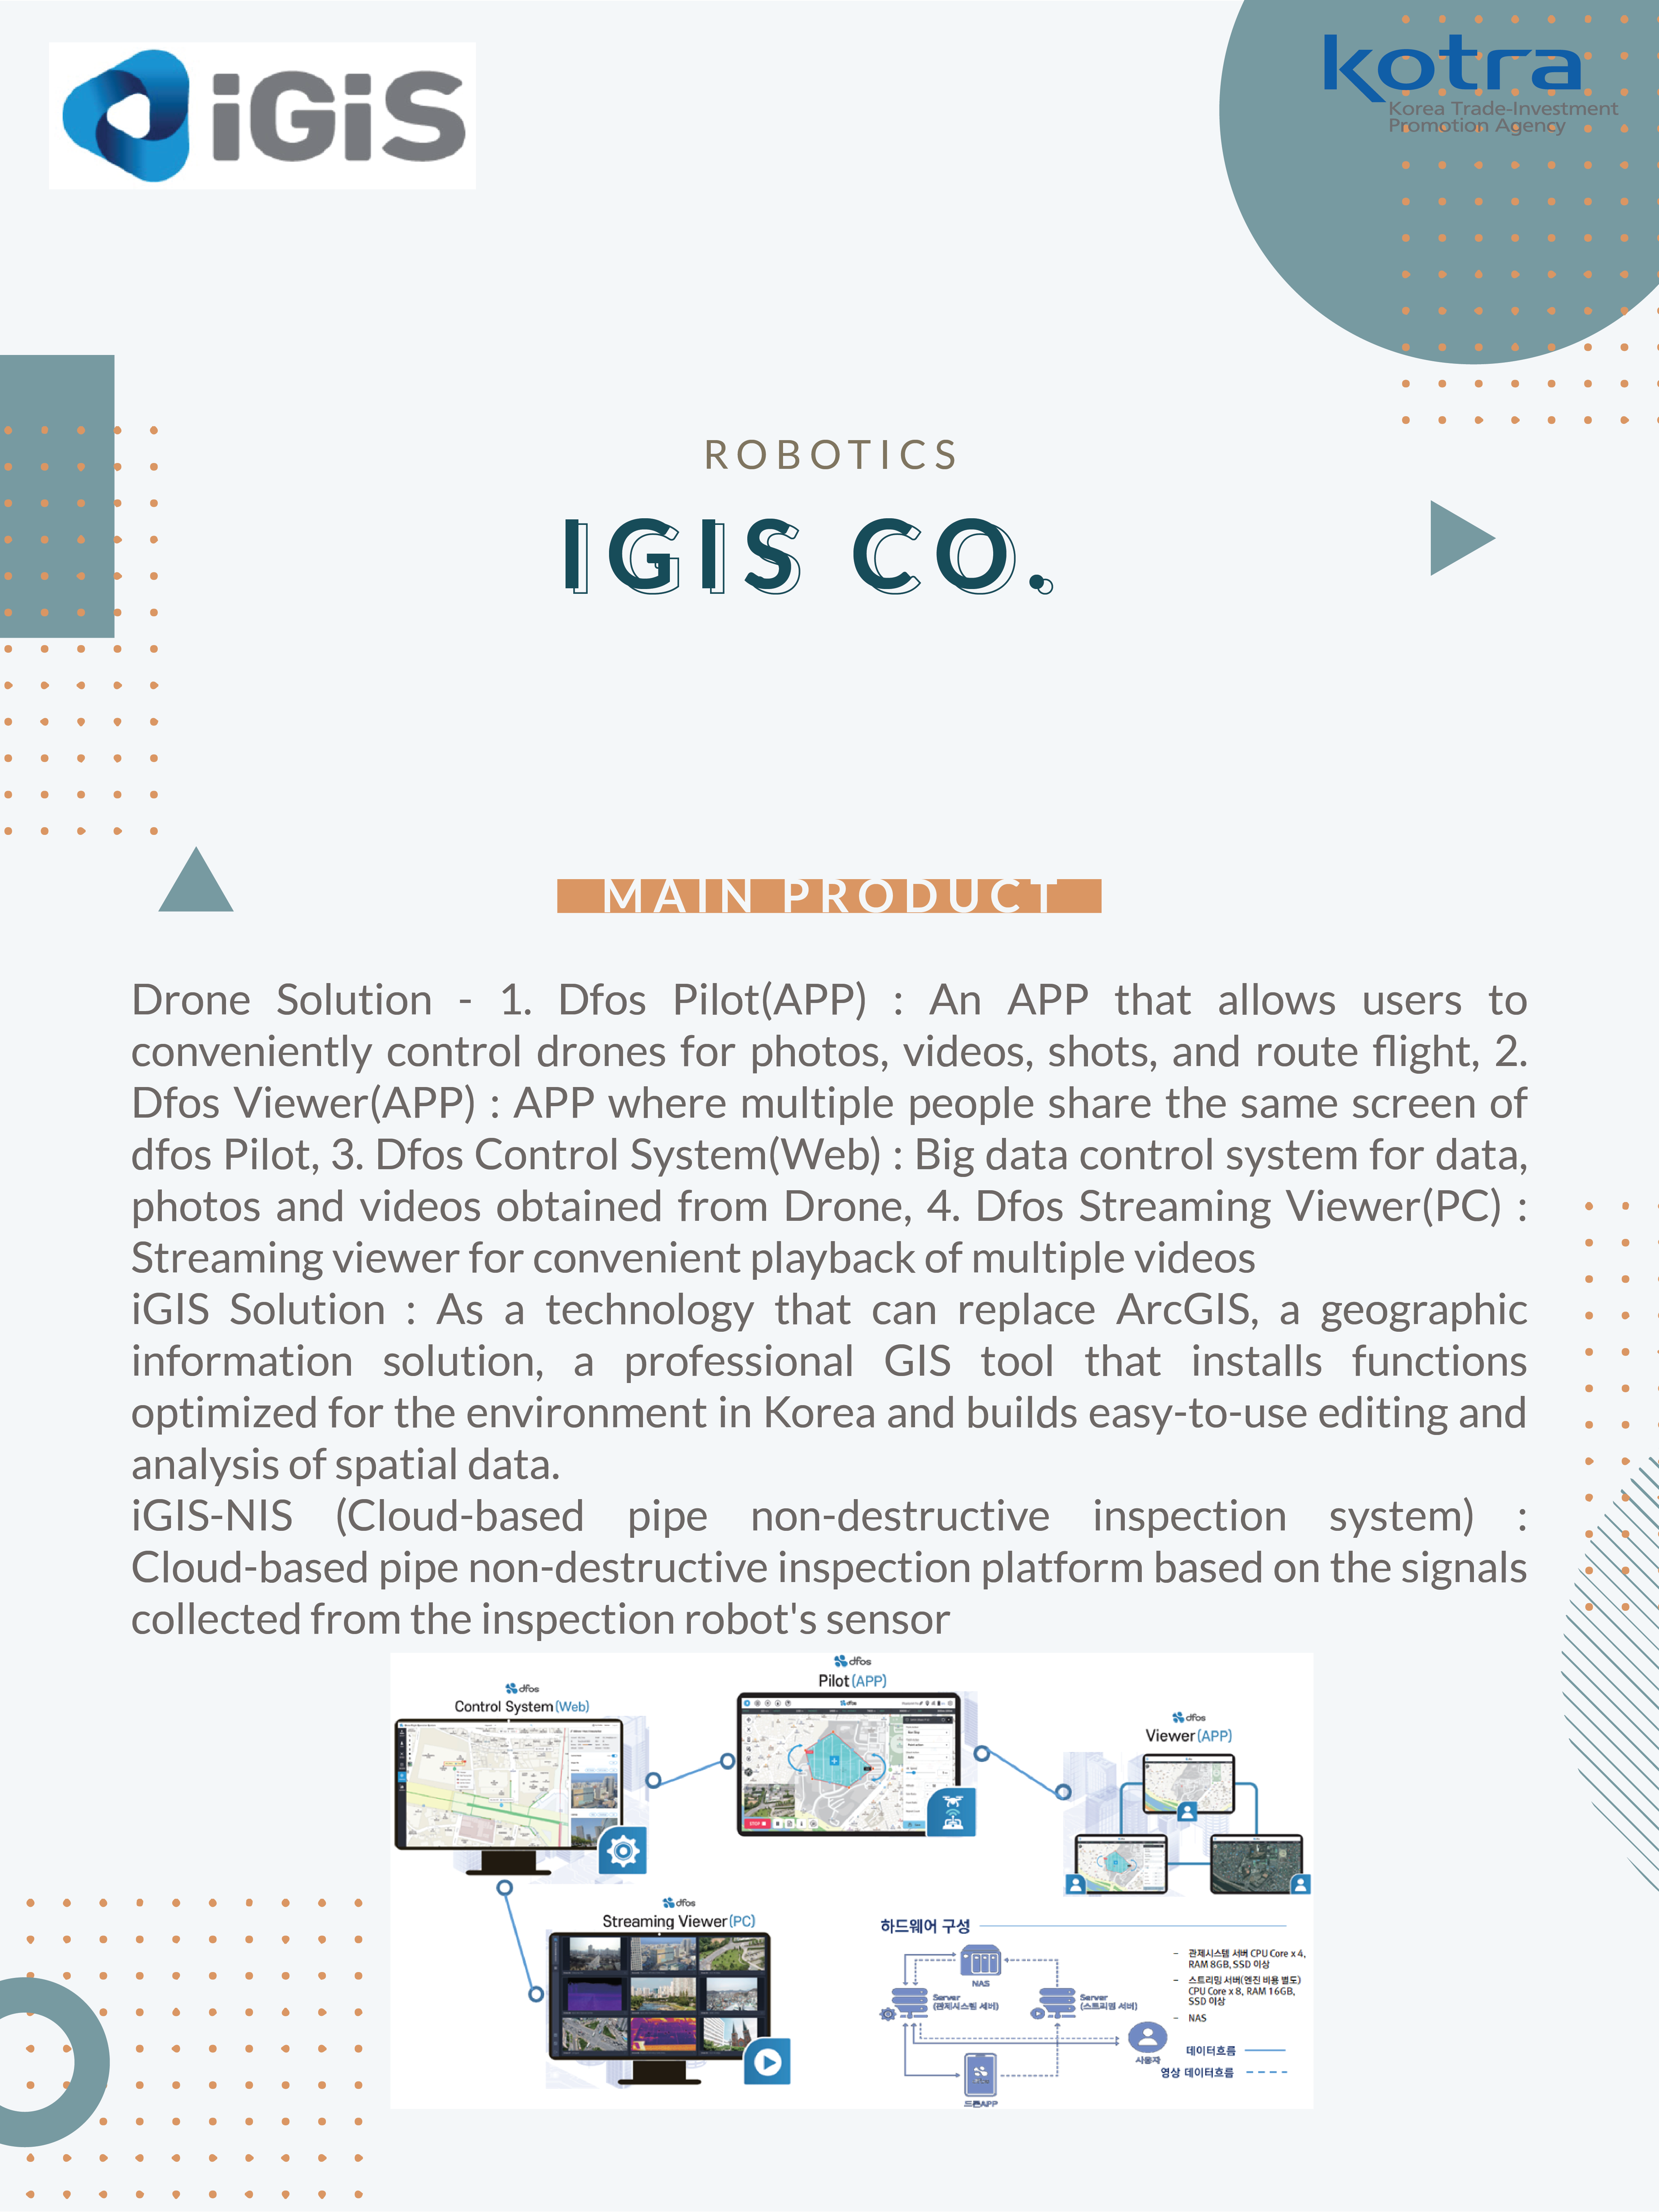 iGiS
kotra
Korea Trade-Investment
Promotion Agency
ROBOTICS
IGIS CO.
MAIN PRODUCT
Drone Solution - 1. Dfos Pilot(APP) : An APP that allows users to
conveniently control drones for photos, videos, shots, and route flight, 2.
Dfos Viewer(APP) : APP where multiple people share the same screen of
dfos Pilot, 3. Dfos Control System(Web) : Big data control system for data,
photos and videos obtained from Drone, 4. Dfos Streaming Viewer(PC) :
Streaming viewer for convenient playback of multiple videos
iGIS Solution : As a technology that can replace ArcGIS, a geographic
information solution, a professional GIS tool that installs functions
optimized for the environment in Korea and builds easy-to-use editing and
analysis of spatial data.
iGIS-NIS (Cloud-based pipe non-destructive inspection system) :
Cloud-based pipe non-destructive inspection platform based on the signals
collected from the inspection robot's sensor
dfos
Pilot(APP)
dfos
Control System(Web)
dfos
Viewer(APP)
STOP
dfos
Streaming Viewer(PC)
하드웨어 구성
NAS
Server
(관제시스템 서버)
Server
(스트리밍 서버)
사용자
드론APP
- 관제시스템 서버 CPU Core x 4,
RAM 8GB, SSD 이상
- 스트리밍 서버(엔진 비용 별도)
CPU Core x 8, RAM 16GB,
SSD 이상
- NAS
데이터흐름
영상 데이터흐름